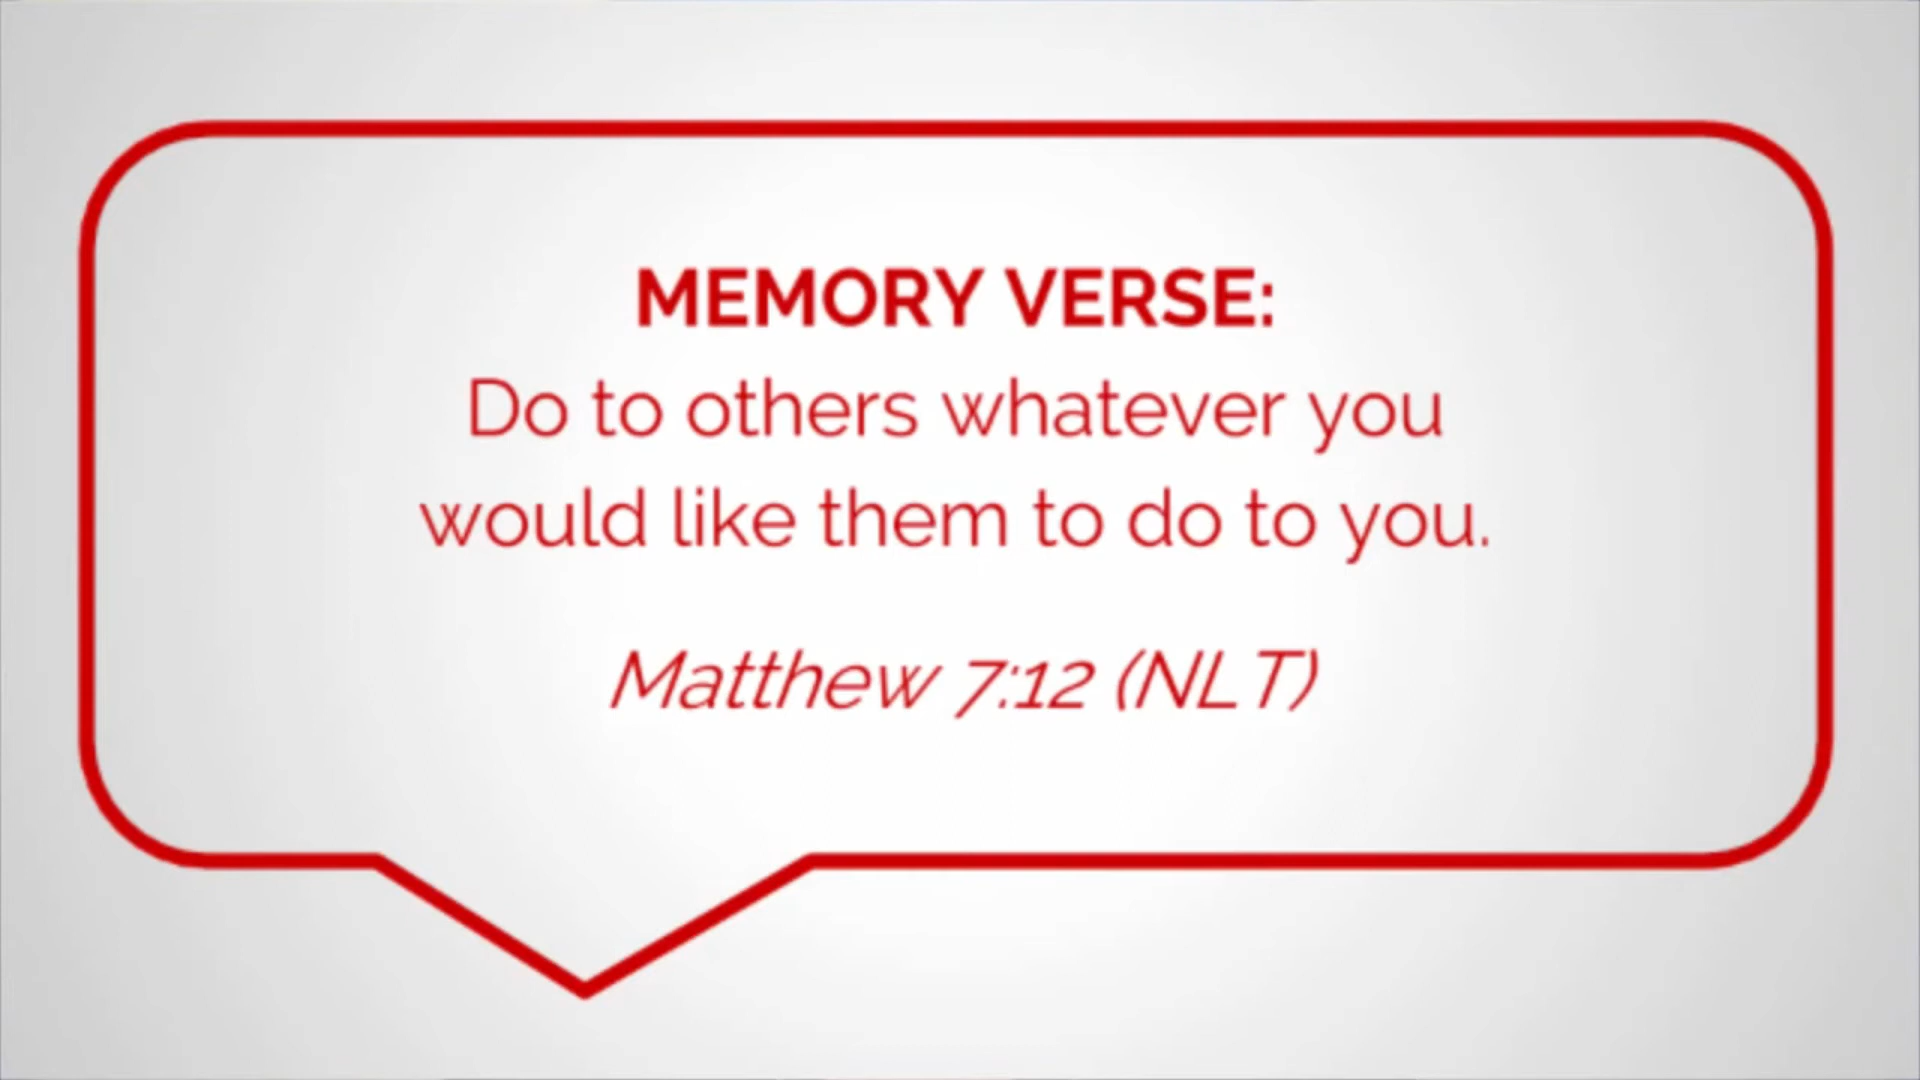 MEMORY VERSE:
Do to others whatever you
would like them to do to you.
Matthew 7:12 (NLT)